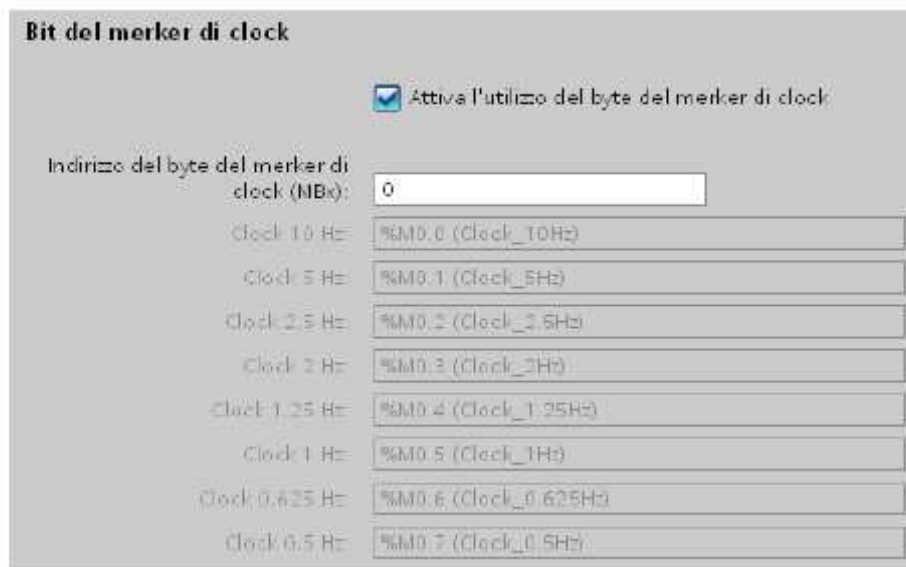 Bit del merker di clock
Attiva l'utilizzo del byte del merker di clock
Indirizzo del byte del merker di
clock (MBx):
0
Clock 10 Hz:
%M0.0 (Clock_10Hz)
Clock 5 Hz:
%M0.1 (Clock_5Hz)
Clock 2.5 Hz:
%M0.2 (Clock_2.5Hz)
Clock 2 Hz:
%M0.3 (Clock_2Hz)
Clock 1.25 Hz:
%M0.4 (Clock_1.25Hz)
Clock 1 Hz:
%M0.5 (Clock_1Hz)
Clock 0.625 Hz:
%M0.6 (Clock_0.625Hz)
Clock 0.5 Hz:
%M0.7 (Clock_0.5Hz)